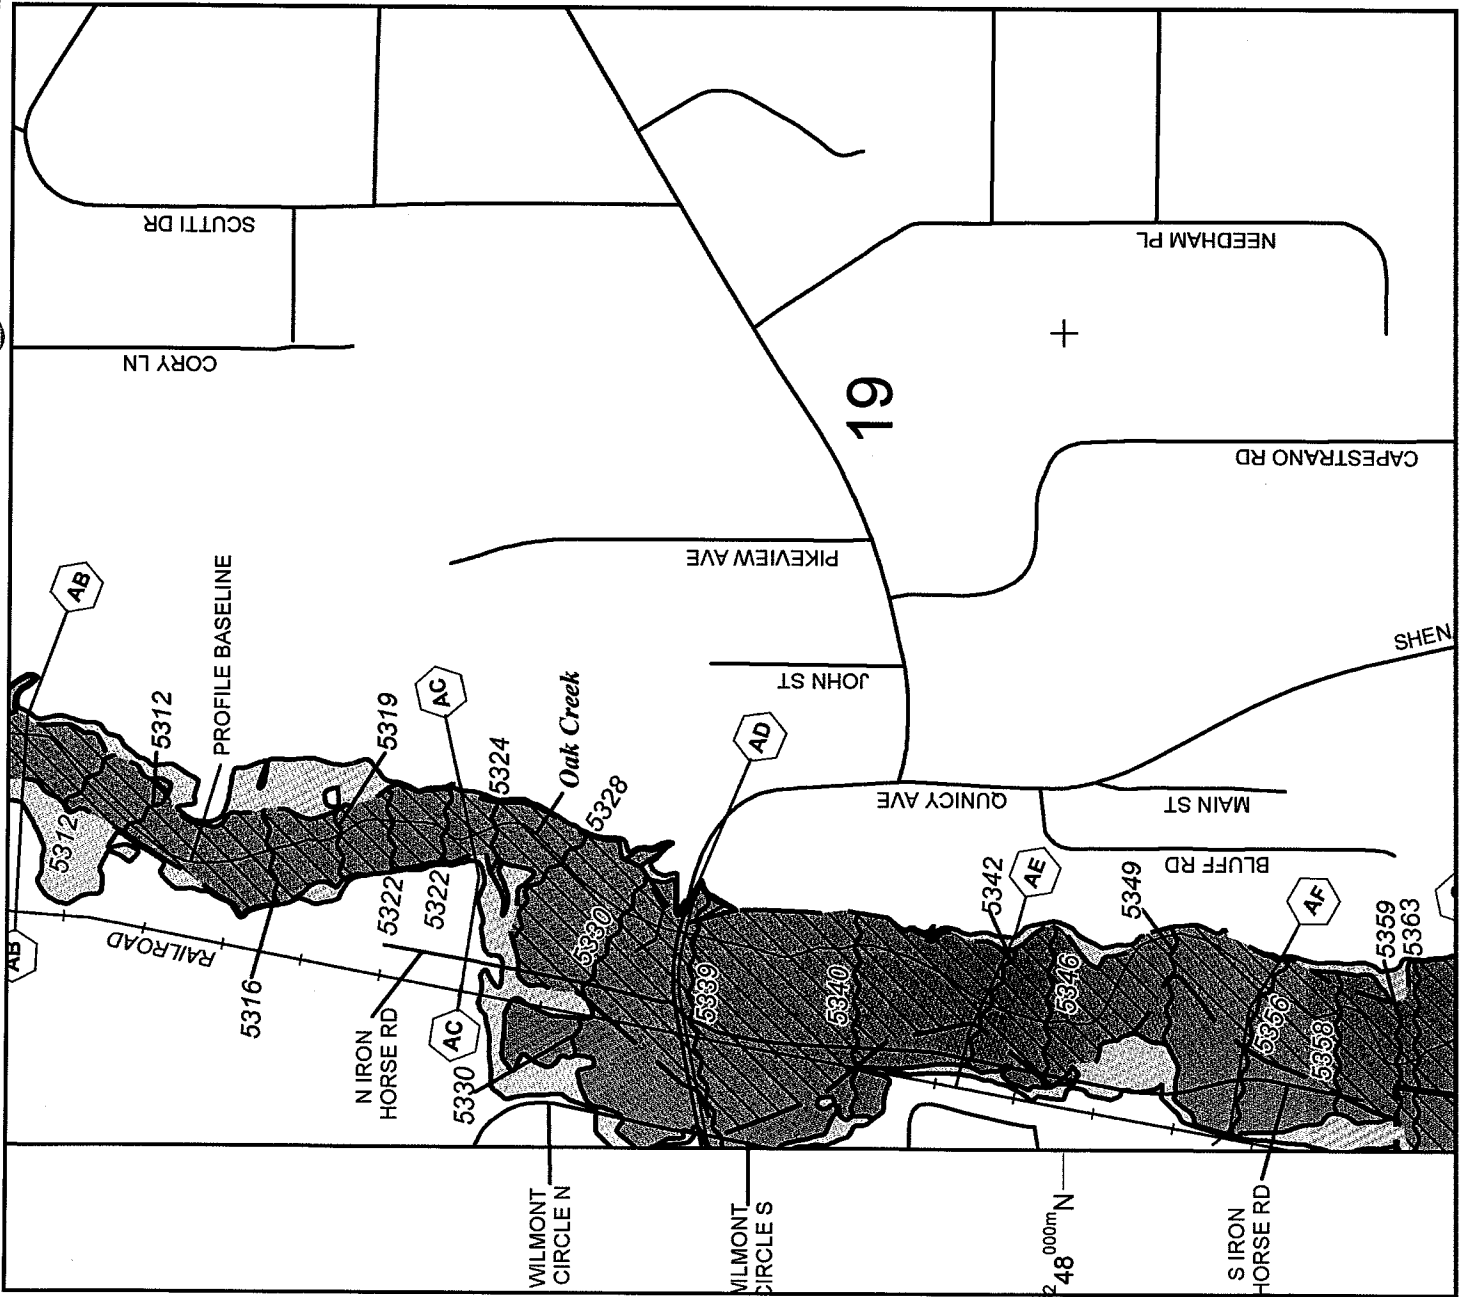 SCUTTI DR
CORY LN
NEEDHAM PL
19
CAPESTRANO RD
PIKEVIEW AVE
JOHN ST
SHEN
AB
PROFILE BASELINE
5312
5312
5319
AC
5324
Oak Creek
5328
AD
QUNICY AVE
MAIN ST
BLUFF RD
AB
RAILROAD
5316
5322
5322
N IRON
HORSE RD
AC
5330
5330
5339
5340
5342
AE
5346
5349
AF
5356
5358
5359
5363
WILMONT
CIRCLE N
VILMONT
CIRCLE S
²48⁰⁰⁰ᵐN
S IRON
HORSE RD